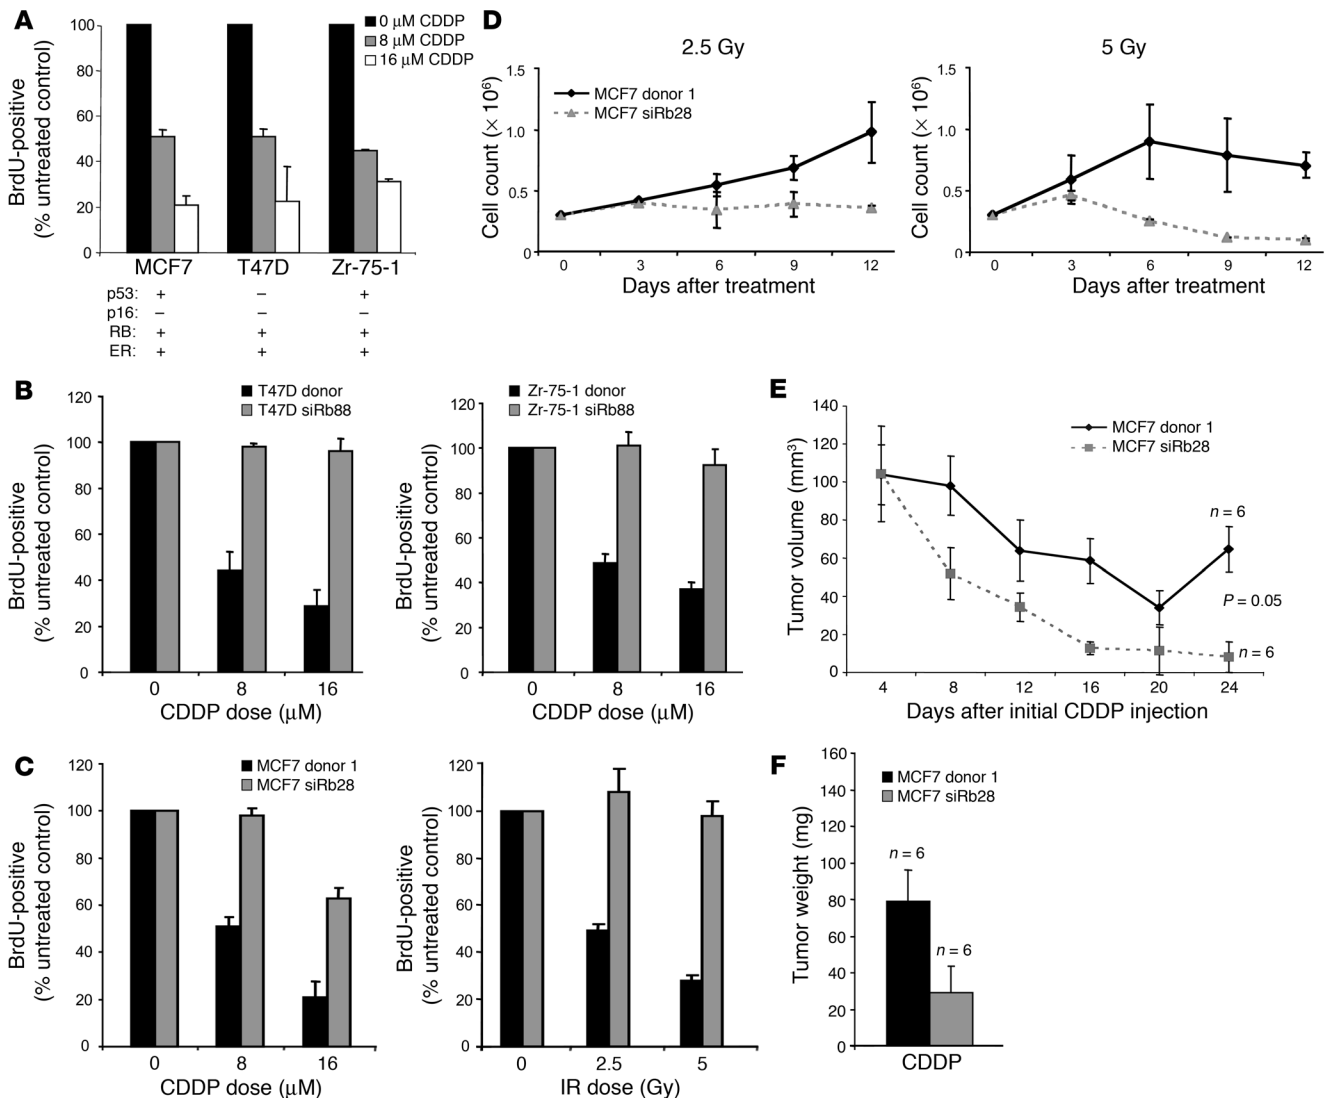 A
BrdU-positive
(% untreated control)
100
80
60
40
20
0
0 µM CDDP
8 µM CDDP
16 µM CDDP
MCF7 T47D Zr-75-1
p53: + – +
p16: – – –
RB: + + +
ER: + + +
D
2.5 Gy
Cell count (× 10⁶)
1.5
1.0
0.5
0
MCF7 donor 1
MCF7 siRb28
0 3 6 9 12
Days after treatment
5 Gy
Cell count (× 10⁶)
1.5
1.0
0.5
0
0 3 6 9 12
Days after treatment
B
T47D donor
T47D siRb88
BrdU-positive
(% untreated control)
120
100
80
60
40
20
0
0 8 16
CDDP dose (µM)
Zr-75-1 donor
Zr-75-1 siRb88
BrdU-positive
(% untreated control)
120
100
80
60
40
20
0
0 8 16
CDDP dose (µM)
E
Tumor volume (mm³)
140
120
100
80
60
40
20
0
MCF7 donor 1
MCF7 siRb28
n = 6
P = 0.05
n = 6
4 8 12 16 20 24
Days after initial CDDP injection
C
MCF7 donor 1
MCF7 siRb28
BrdU-positive
(% untreated control)
120
100
80
60
40
20
0
0 8 16
CDDP dose (µM)
BrdU-positive
(% untreated control)
120
100
80
60
40
20
0
0 2.5 5
IR dose (Gy)
F
Tumor weight (mg)
160
140
120
100
80
60
40
20
0
MCF7 donor 1
MCF7 siRb28
n = 6
n = 6
CDDP